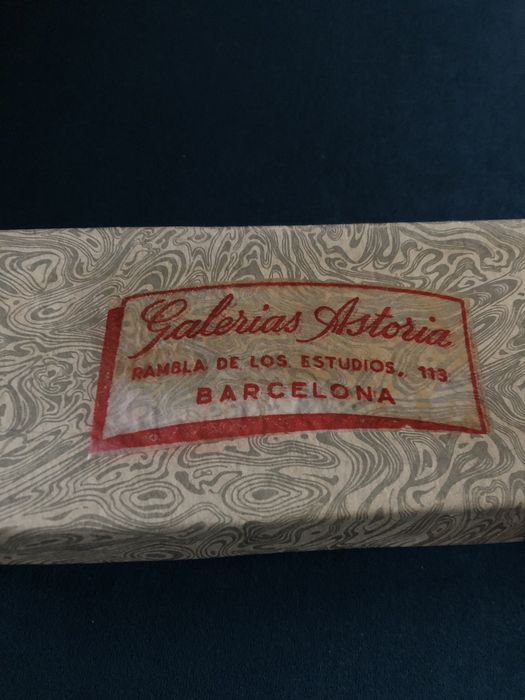 Galerias Astoria
RAMBLA DE LOS ESTUDIOS, 113
BARCELONA